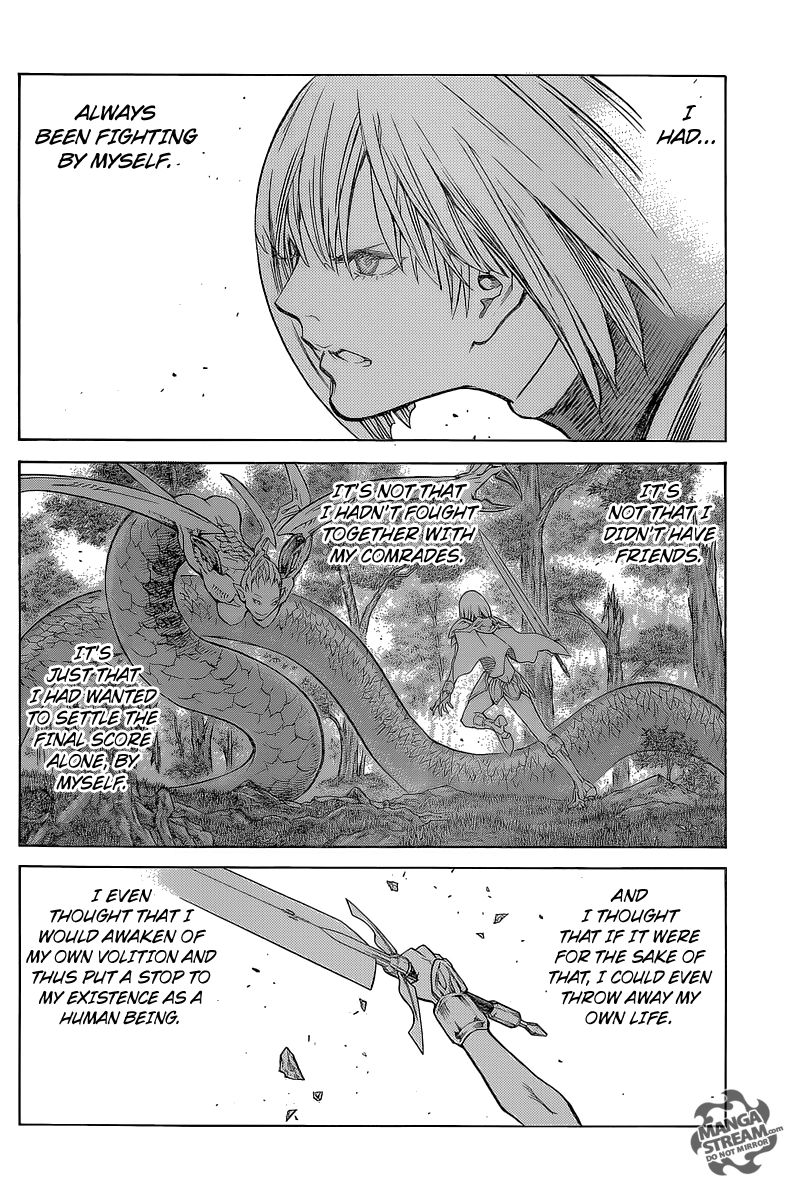 I
HAD...
ALWAYS
BEEN FIGHTING
BY MYSELF.
IT'S
NOT THAT I
DIDN'T HAVE
FRIENDS.
IT'S NOT THAT
I HADN'T FOUGHT
TOGETHER WITH
MY COMRADES.
IT'S
JUST THAT
I HAD WANTED
TO SETTLE THE
FINAL SCORE
ALONE, BY
MYSELF.
AND
I THOUGHT
THAT IF IT WERE
FOR THE SAKE OF
THAT, I COULD EVEN
THROW AWAY MY
OWN LIFE.
I EVEN
THOUGHT THAT I
WOULD AWAKEN OF
MY OWN VOLITION AND
THUS PUT A STOP TO
MY EXISTENCE AS A
HUMAN BEING.
MANGA
STREAM.com
DO NOT MIRROR